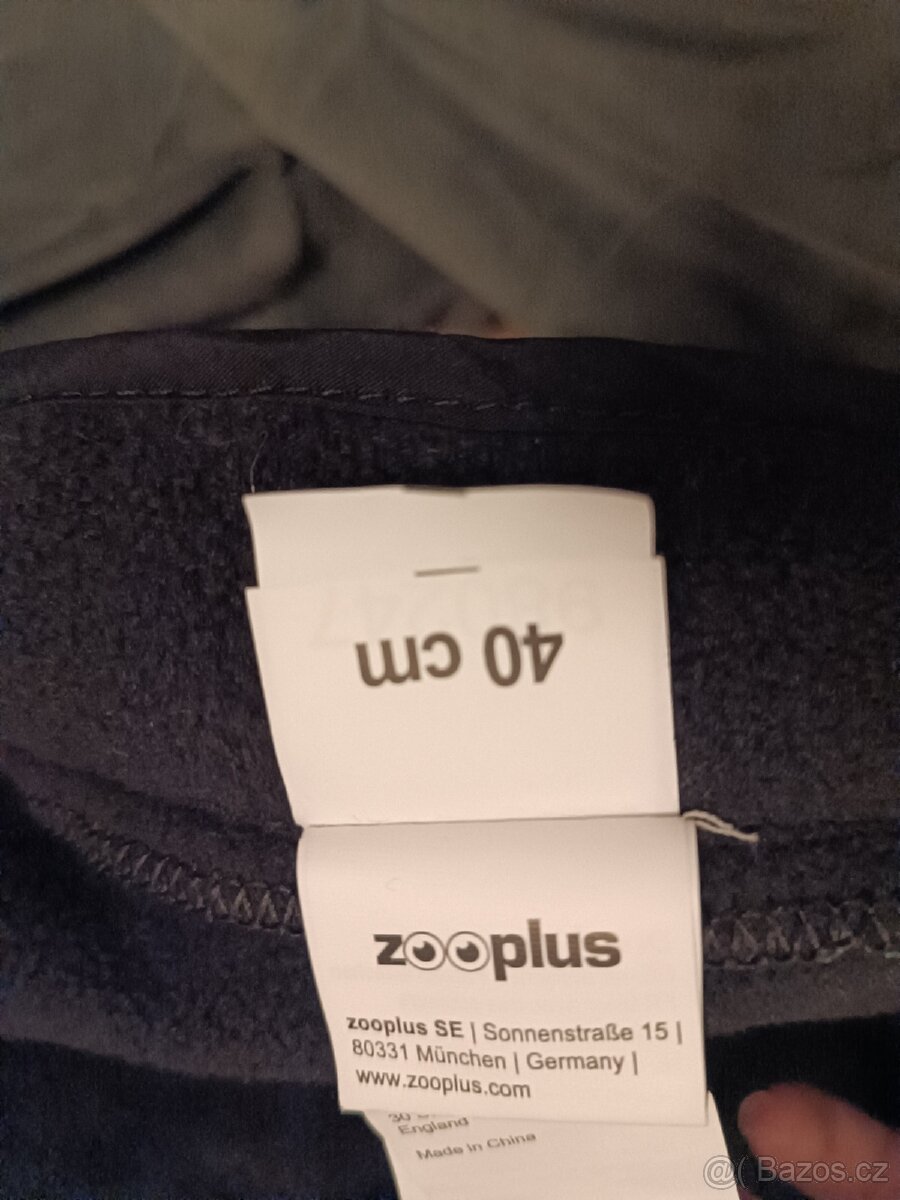 40 cm
zooplus
zooplus SE | Sonnenstraße 15 |
80331 München | Germany |
www.zooplus.com
30
England
Made in China
@( Bazos.cz